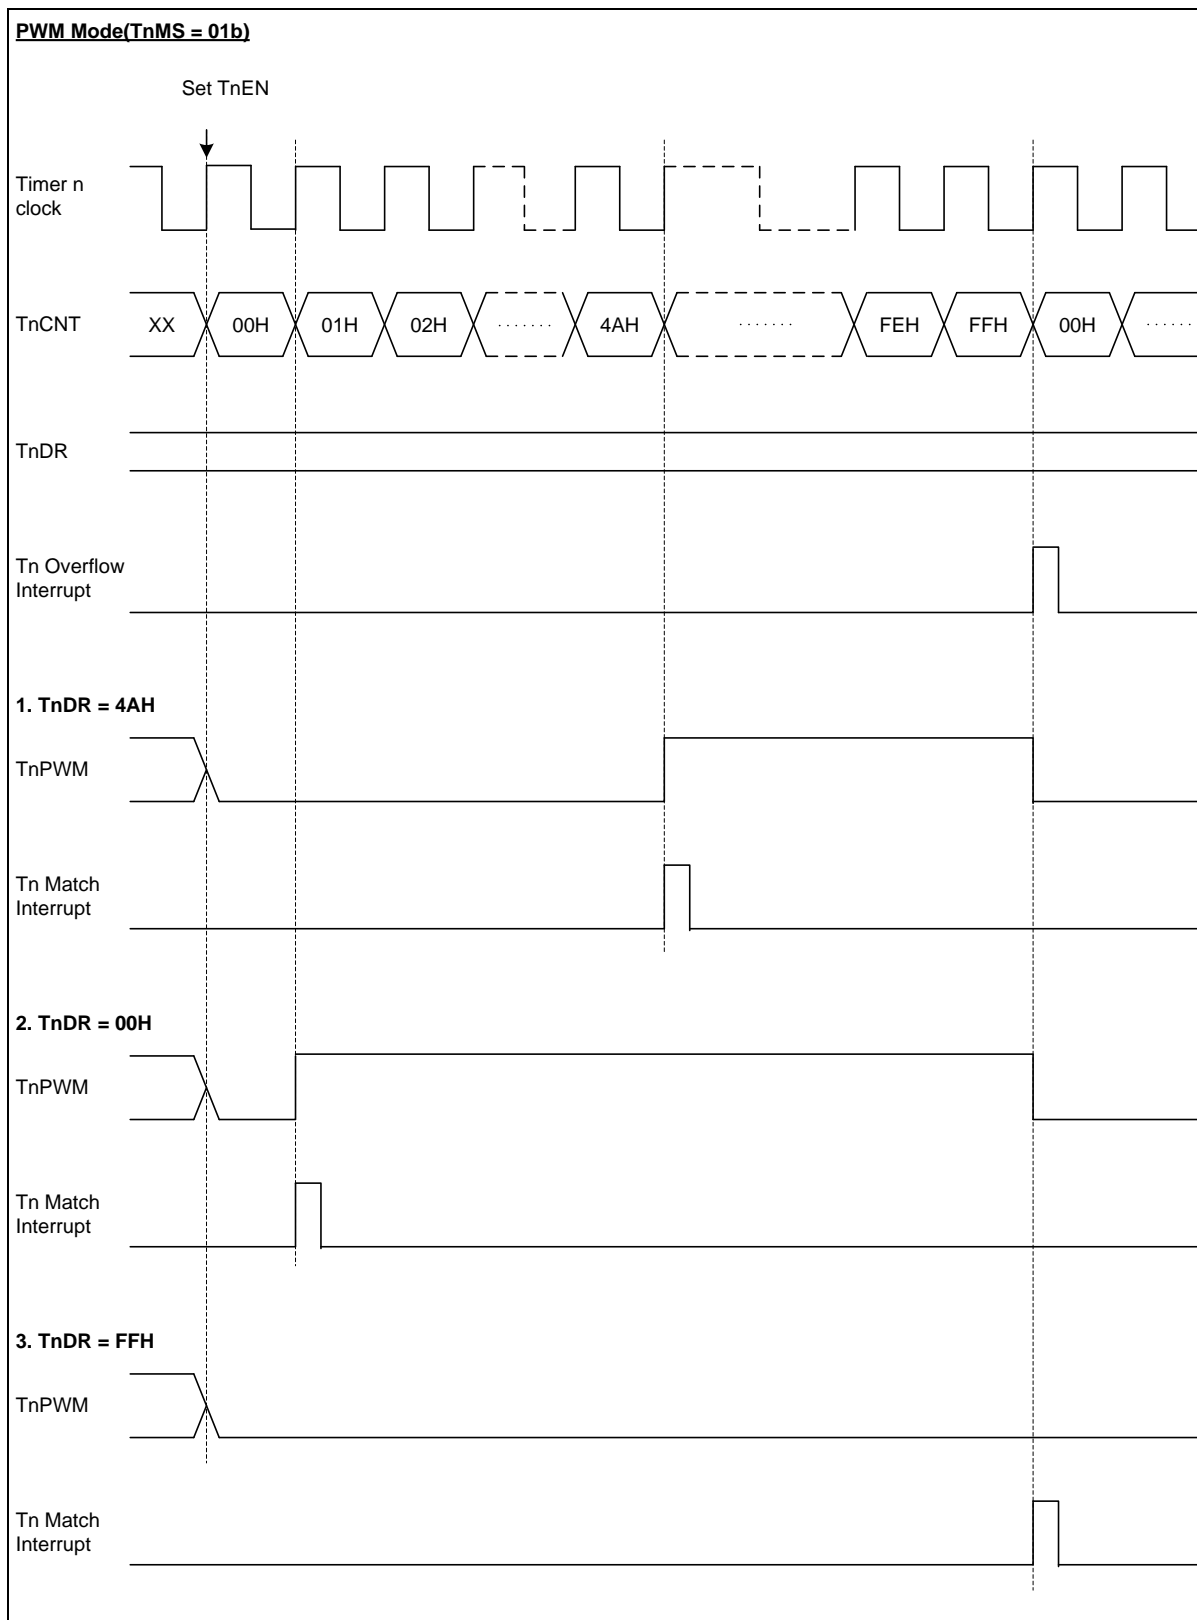 PWM Mode(TnMS = 01b)
Set TnEN
Timer n
clock
TnCNT
XX 00H 01H 02H ······· 4AH ······· FEH FFH 00H ······
TnDR
Tn Overflow
Interrupt
1. TnDR = 4AH
TnPWM
Tn Match
Interrupt
2. TnDR = 00H
TnPWM
Tn Match
Interrupt
3. TnDR = FFH
TnPWM
Tn Match
Interrupt